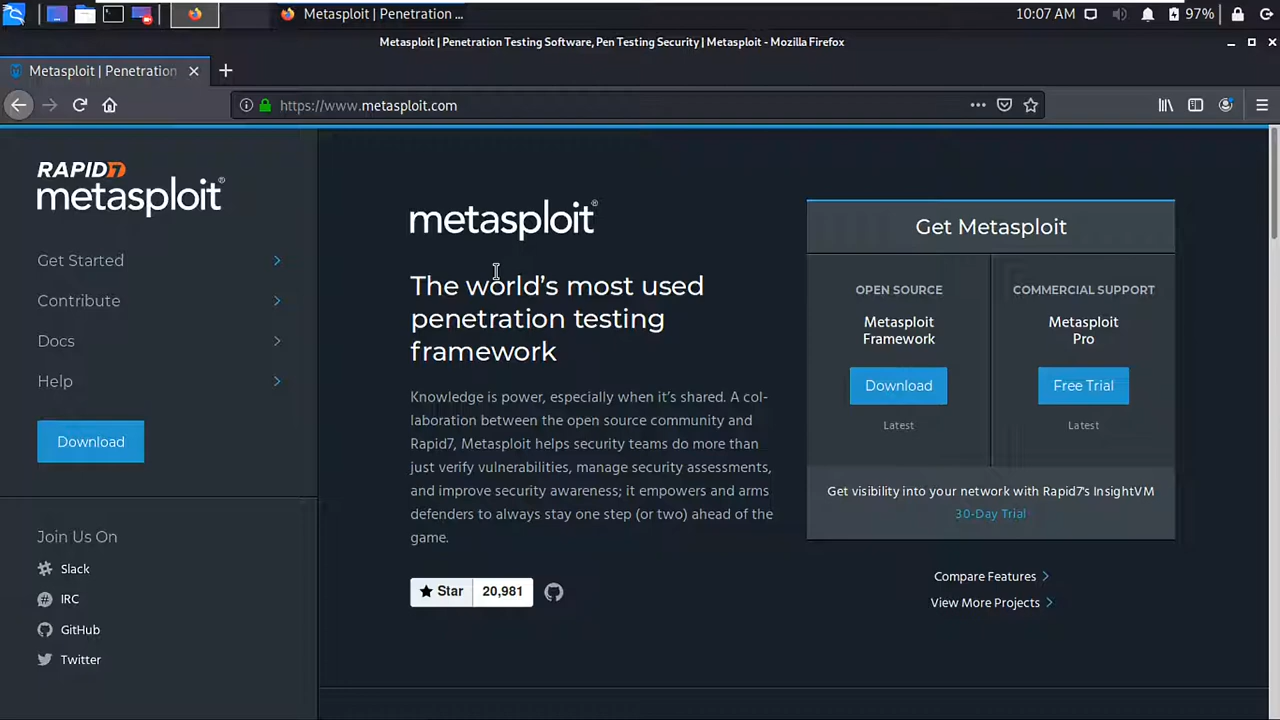 Metasploit | Penetration ...
10:07 AM
97%
Metasploit | Penetration Testing Software, Pen Testing Security | Metasploit - Mozilla Firefox
Metasploit | Penetration
https://www.metasploit.com
RAPID7
metasploit®
Get Started
Contribute
Docs
Help
Download
Join Us On
Slack
IRC
GitHub
Twitter
metasploit®
The world's most used
penetration testing
framework
Knowledge is power, especially when it's shared. A col-
laboration between the open source community and
Rapid7, Metasploit helps security teams do more than
just verify vulnerabilities, manage security assessments,
and improve security awareness; it empowers and arms
defenders to always stay one step (or two) ahead of the
game.
Star 20,981
Get Metasploit
OPEN SOURCE
Metasploit
Framework
Download
Latest
COMMERCIAL SUPPORT
Metasploit
Pro
Free Trial
Latest
Get visibility into your network with Rapid7's InsightVM
30-Day Trial
Compare Features
View More Projects